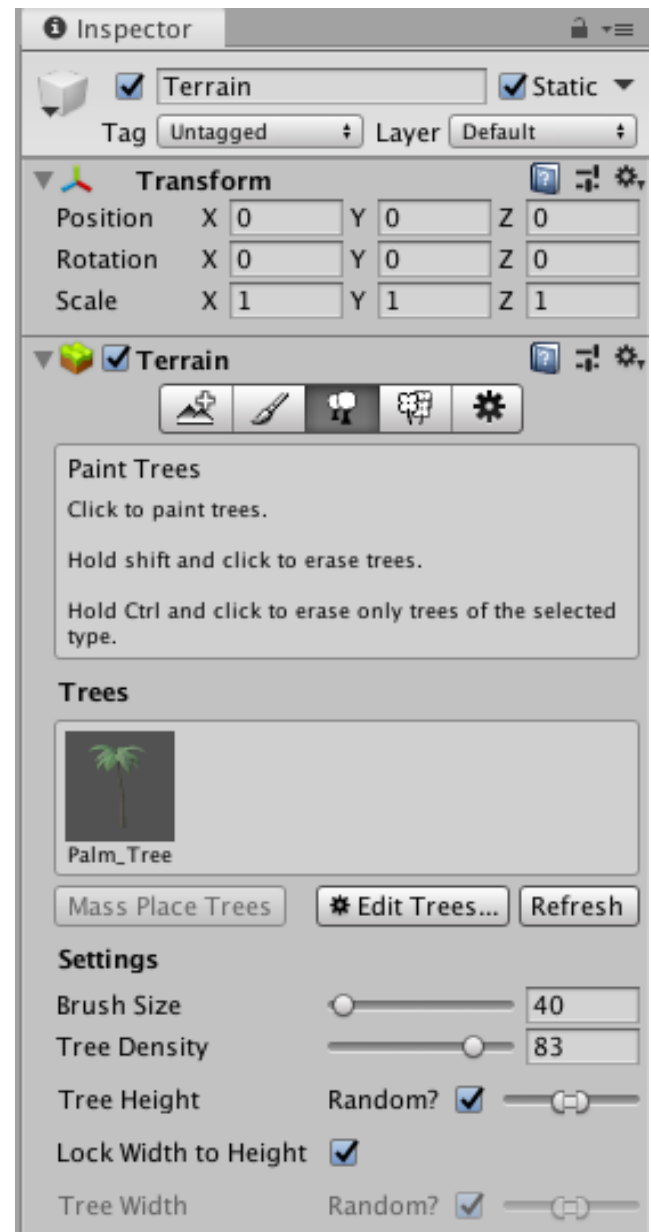 Inspector
Terrain Static
Tag Untagged Layer Default
Transform
Position X 0 Y 0 Z 0
Rotation X 0 Y 0 Z 0
Scale X 1 Y 1 Z 1
Terrain
Paint Trees
Click to paint trees.
Hold shift and click to erase trees.
Hold Ctrl and click to erase only trees of the selected
type.
Trees
Palm_Tree
Mass Place Trees Edit Trees... Refresh
Settings
Brush Size 40
Tree Density 83
Tree Height Random?
Lock Width to Height
Tree Width Random?